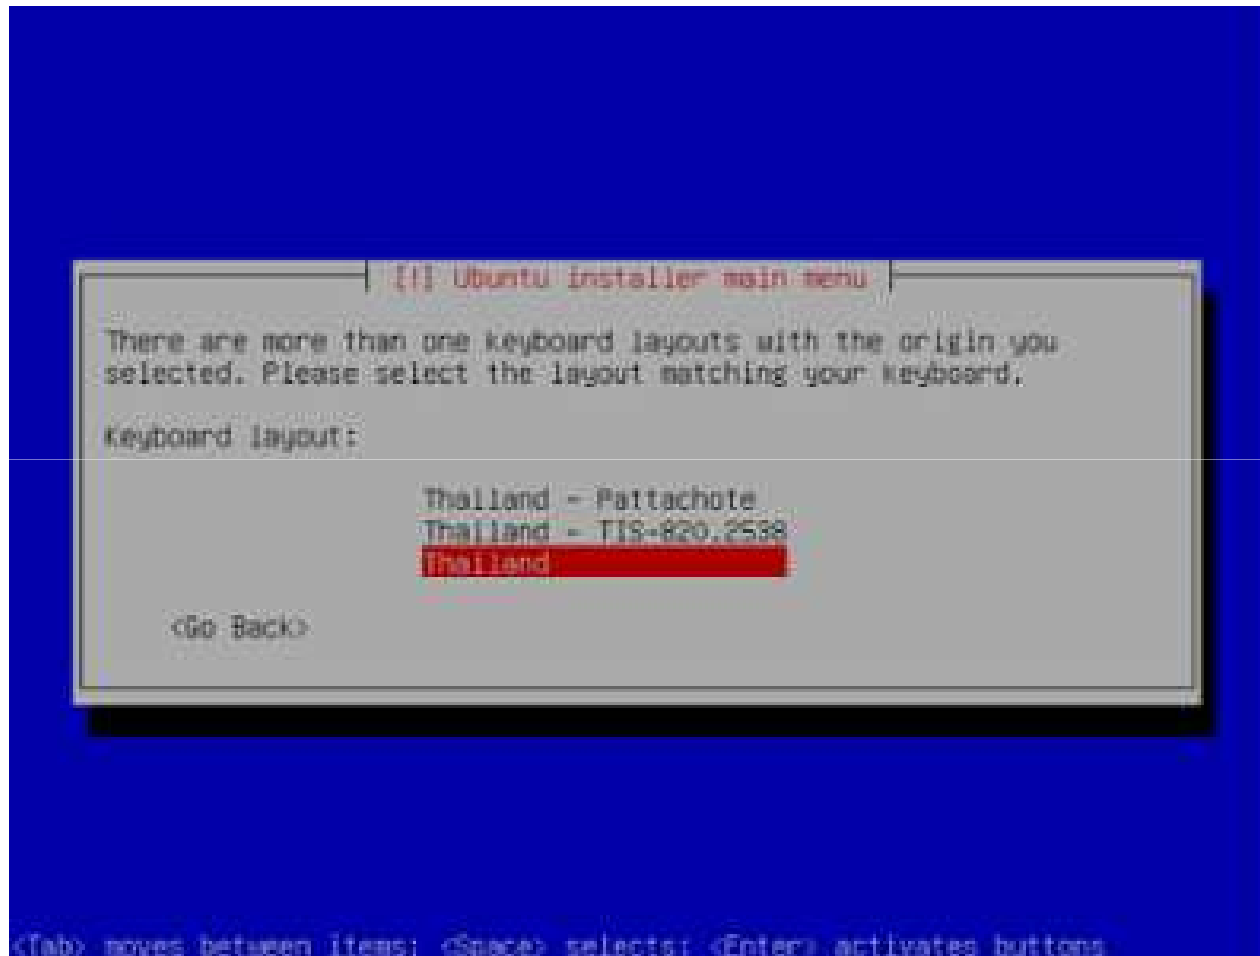 [!] Ubuntu installer main menu
There are more than one keyboard layouts with the origin you
selected. Please select the layout matching your keyboard.
Keyboard layout:
Thailand - Pattachote
Thailand - TIS-820.2538
Thailand
<Go Back>
<Tab> moves between items; <Space> selects; <Enter> activates buttons